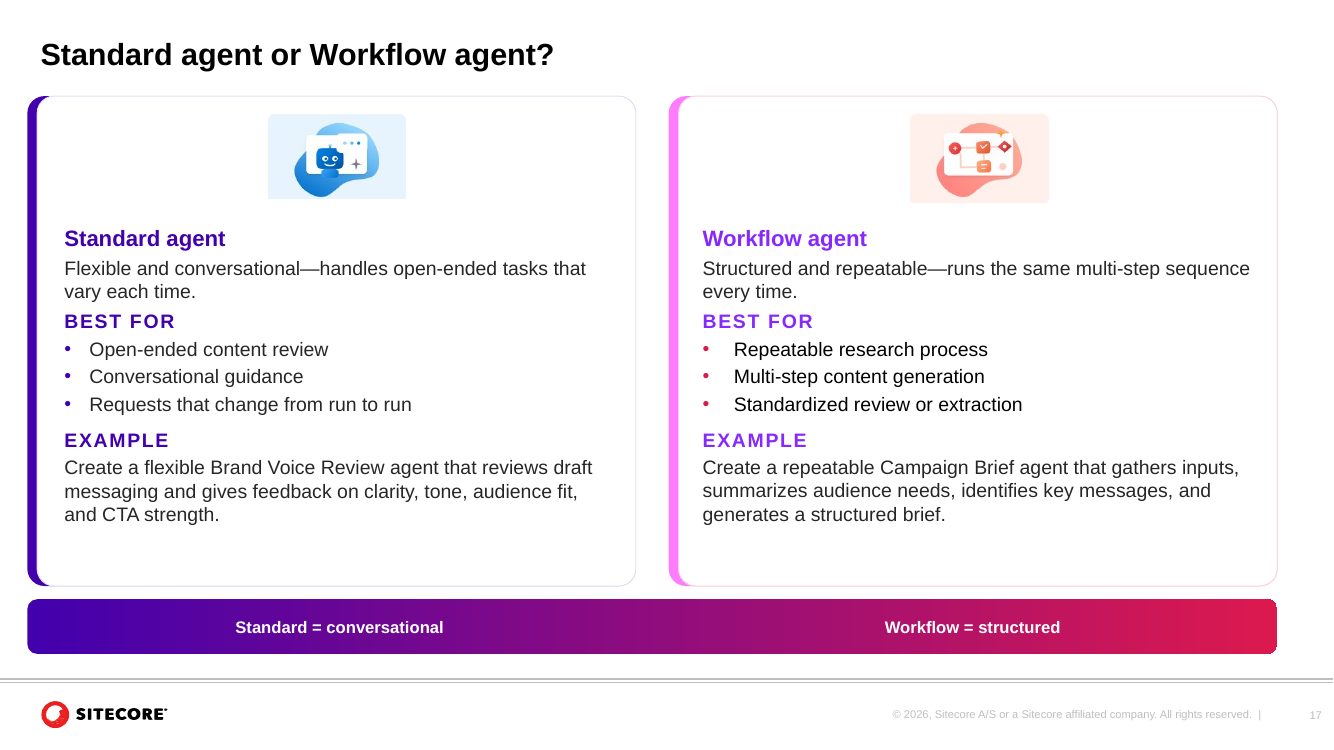 Standard agent or Workflow agent?
Standard agent
Flexible and conversational—handles open-ended tasks that
vary each time.
BEST FOR
• Open-ended content review
• Conversational guidance
• Requests that change from run to run
EXAMPLE
Create a flexible Brand Voice Review agent that reviews draft
messaging and gives feedback on clarity, tone, audience fit,
and CTA strength.
Workflow agent
Structured and repeatable—runs the same multi-step sequence
every time.
BEST FOR
• Repeatable research process
• Multi-step content generation
• Standardized review or extraction
EXAMPLE
Create a repeatable Campaign Brief agent that gathers inputs,
summarizes audience needs, identifies key messages, and
generates a structured brief.
Standard = conversational
Workflow = structured
SITECORE
© 2026, Sitecore A/S or a Sitecore affiliated company. All rights reserved. |
17